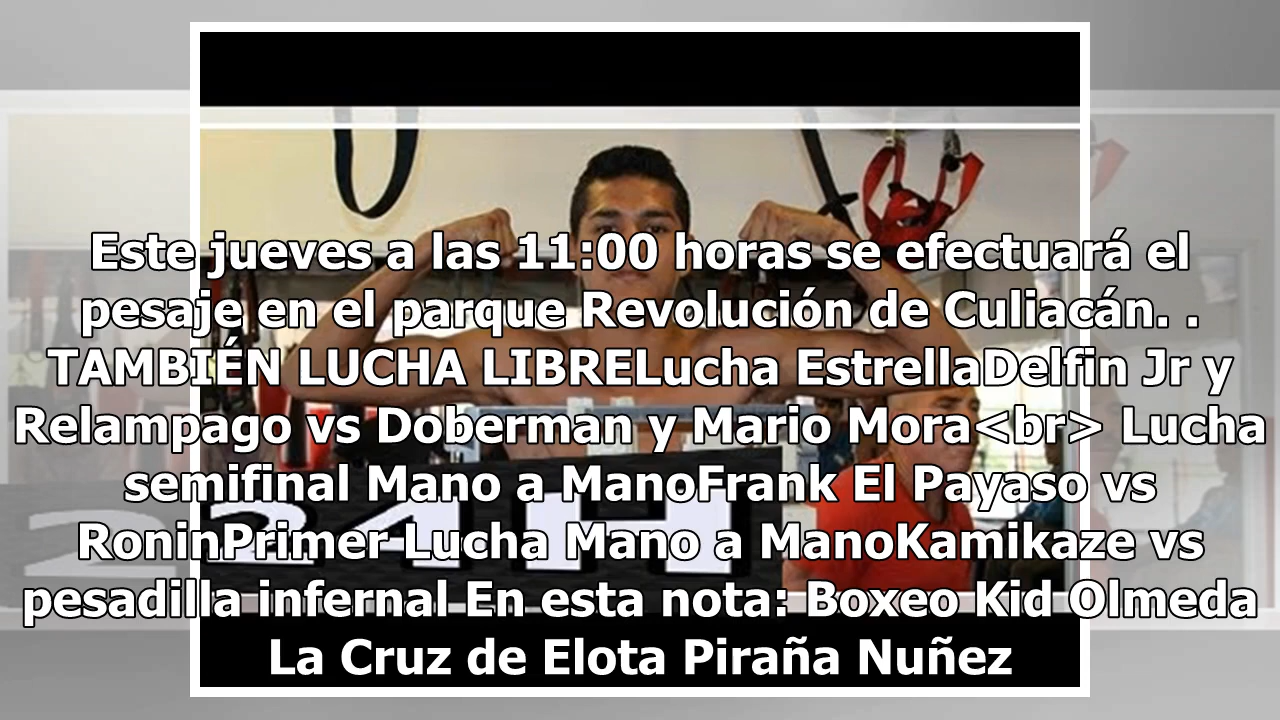 Este jueves a las 11:00 horas se efectuará el
pesaje en el parque Revolución de Culiacán. .
TAMBIÉN LUCHA LIBRELucha EstrellaDelfin Jr y
Relampago vs Doberman y Mario Mora<br> Lucha
semifinal Mano a ManoFrank El Payaso vs
RoninPrimer Lucha Mano a ManoKamikaze vs
pesadilla infernal En esta nota: Boxeo Kid Olmeda
La Cruz de Elota Piraña Nuñez
24H